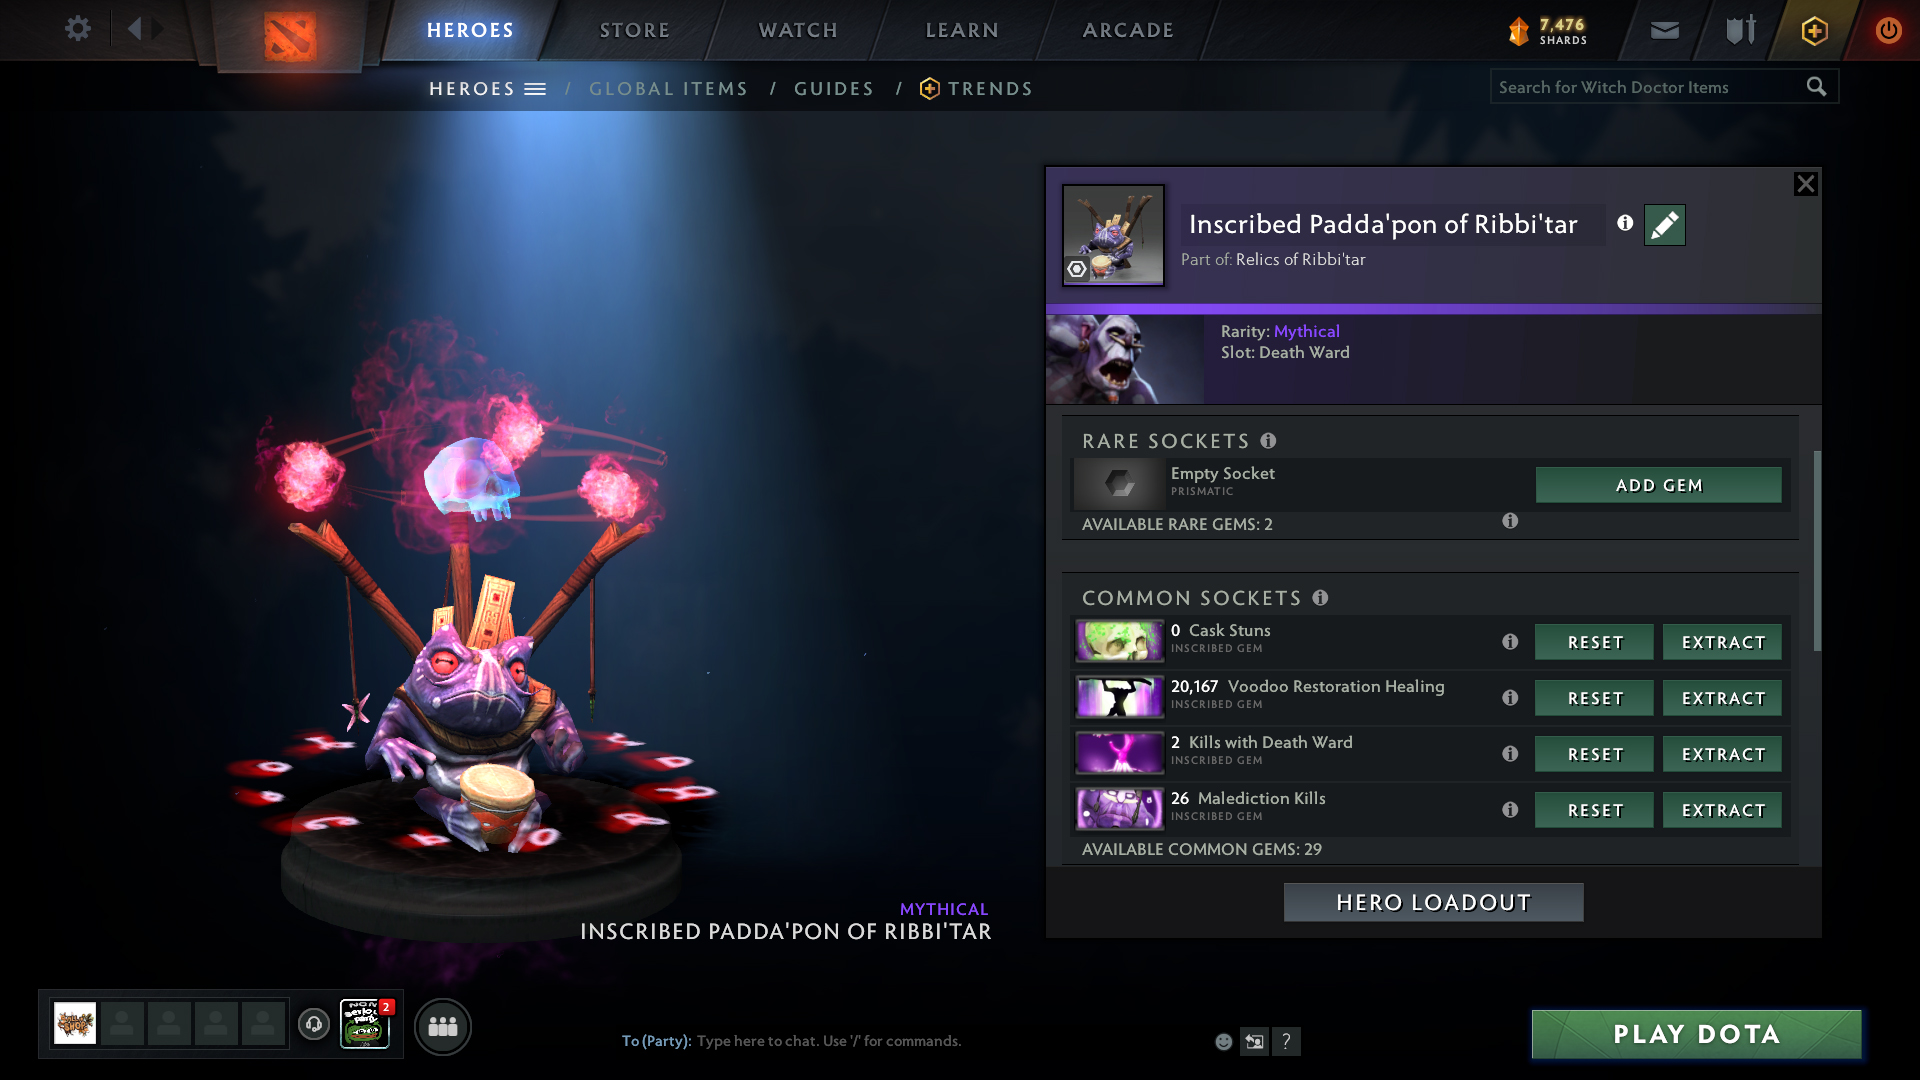 HEROES
STORE
WATCH
LEARN
ARCADE
7,476
SHARDS
HEROES / GLOBAL ITEMS / GUIDES / TRENDS
Search for Witch Doctor Items
Inscribed Padda'pon of Ribbi'tar
Part of: Relics of Ribbi'tar
Rarity: Mythical
Slot: Death Ward
RARE SOCKETS
Empty Socket
PRISMATIC
ADD GEM
AVAILABLE RARE GEMS: 2
COMMON SOCKETS
0 Cask Stuns
INSCRIBED GEM
RESET
EXTRACT
20,167 Voodoo Restoration Healing
INSCRIBED GEM
RESET
EXTRACT
2 Kills with Death Ward
INSCRIBED GEM
RESET
EXTRACT
26 Malediction Kills
INSCRIBED GEM
RESET
EXTRACT
AVAILABLE COMMON GEMS: 29
HERO LOADOUT
MYTHICAL
INSCRIBED PADDA'PON OF RIBBI'TAR
2
To (Party): Type here to chat. Use '/' for commands.
?
PLAY DOTA